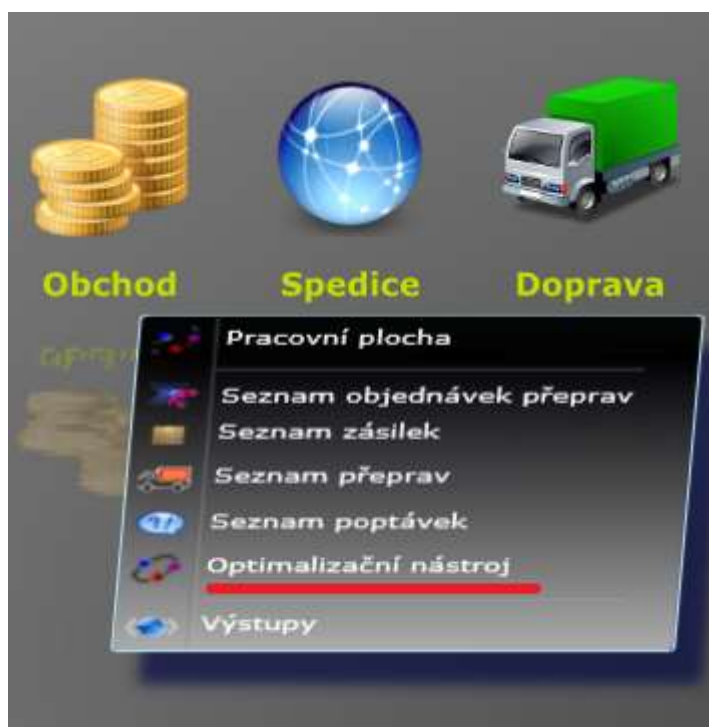 Obchod Spedice Doprava
Pracovní plocha
Seznam objednávek přeprav
Seznam zásilek
Seznam přeprav
Seznam poptávek
Optimalizační nástroj
Výstupy